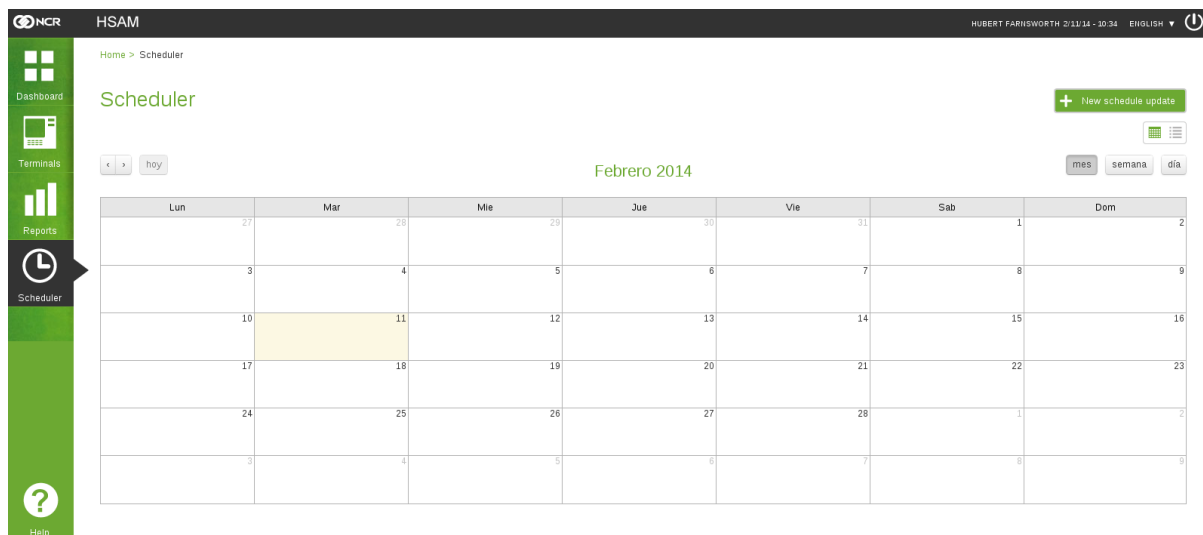 NCR HSAM HUBERT FARNSWORTH 2/11/14 - 10:34 ENGLISH ▼
Dashboard
Terminals
Reports
Scheduler
Help
Home > Scheduler
Scheduler
+ New schedule update
‹ › hoy
Febrero 2014
mes semana día
Lun Mar Mie Jue Vie Sab Dom
27 28 29 30 31 1 2
3 4 5 6 7 8 9
10 11 12 13 14 15 16
17 18 19 20 21 22 23
24 25 26 27 28 1 2
3 4 5 6 7 8 9